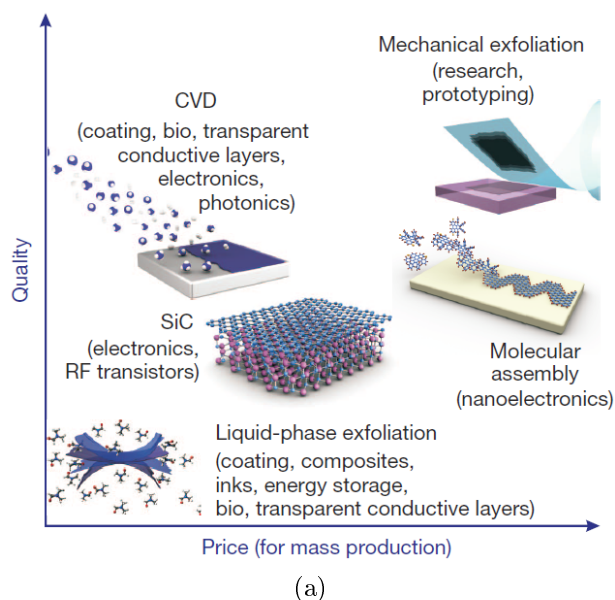 Quality
CVD
(coating, bio, transparent
conductive layers,
electronics,
photonics)
Mechanical exfoliation
(research,
prototyping)
SiC
(electronics,
RF transistors)
Molecular
assembly
(nanoelectronics)
Liquid-phase exfoliation
(coating, composites,
inks, energy storage,
bio, transparent conductive layers)
Price (for mass production)
(a)